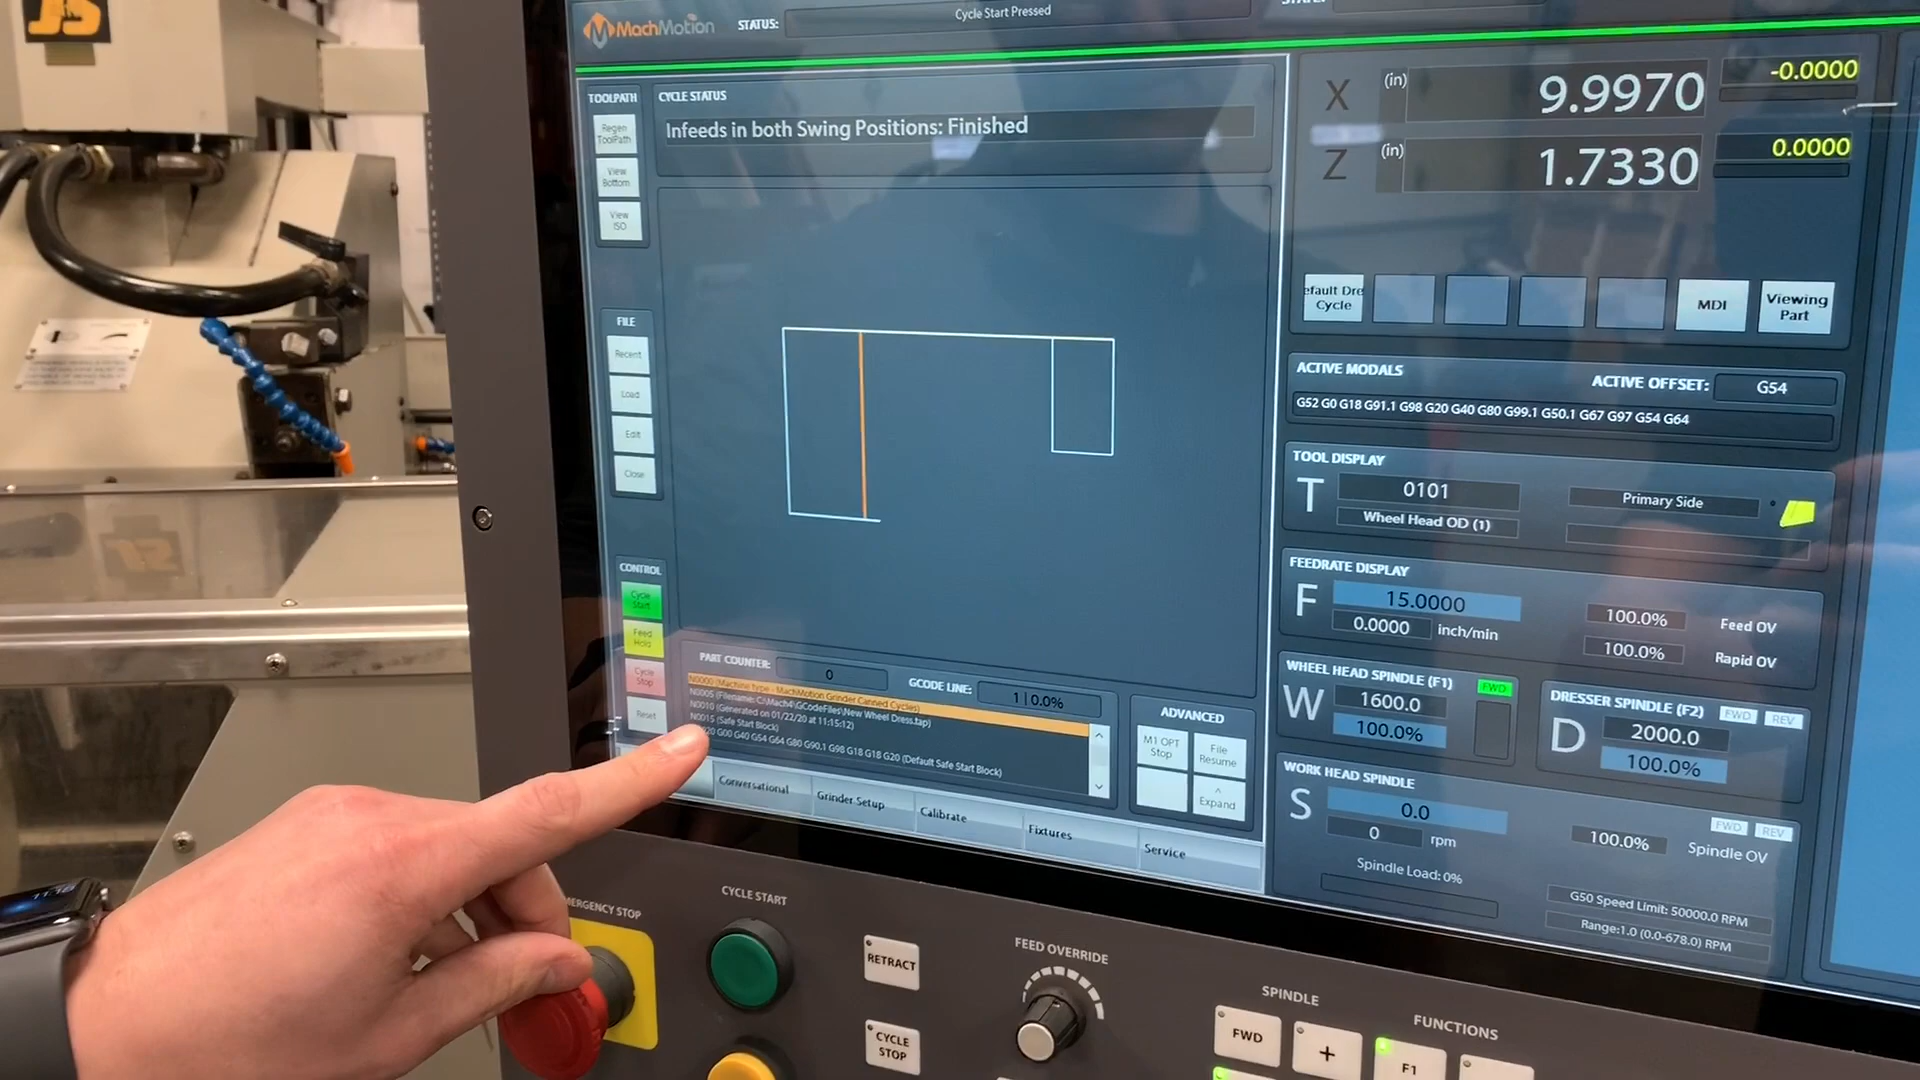 MachMotion
STATUS:
Cycle Start Pressed
TOOLPATH
Regen
ToolPath
View
Bottom
View
ISO
CYCLE STATUS
Infeeds in both Swing Positions: Finished
X
(in)
9.9970
-0.0000
Z
(in)
1.7330
0.0000
efault Dre
Cycle
MDI
Viewing
Part
FILE
Recent
Load
Edit
Close
ACTIVE MODALS
ACTIVE OFFSET:
G54
G52 G0 G18 G91.1 G98 G20 G40 G80 G99.1 G50.1 G67 G97 G54 G64
TOOL DISPLAY
T
0101
Wheel Head OD (1)
Primary Side
FEEDRATE DISPLAY
F
15.0000
0.0000
inch/min
100.0%
Feed OV
100.0%
Rapid OV
CONTROL
Cycle
Start
Feed
Hold
Cycle
Stop
Reset
PART COUNTER:
0
GCODE LINE:
1 | 0.0%
N0000 (Machine type - MachMotion Grinder Canned Cycles)
N0005 (Filename: C:\Mach4\GCodeFiles\New Wheel Dress.tap)
N0010 (Generated on 01/22/20 at 11:15:12)
N0015 (Safe Start Block)
20 G00 G40 G54 G64 G80 G90.1 G98 G18 G18 G20 (Default Safe Start Block)
ADVANCED
M1 OPT
Stop
File
Resume
^
Expand
WHEEL HEAD SPINDLE (F1)
FWD
W
1600.0
100.0%
DRESSER SPINDLE (F2)
FWD
REV
D
2000.0
100.0%
WORK HEAD SPINDLE
S
0.0
0
rpm
100.0%
FWD
REV
Spindle OV
Spindle Load: 0%
G50 Speed Limit: 50000.0 RPM
Range:1.0 (0.0-678.0) RPM
Conversational
Grinder Setup
Calibrate
Fixtures
Service
EMERGENCY STOP
CYCLE START
RETRACT
CYCLE
STOP
FEED OVERRIDE
SPINDLE
FWD
+
FUNCTIONS
F1